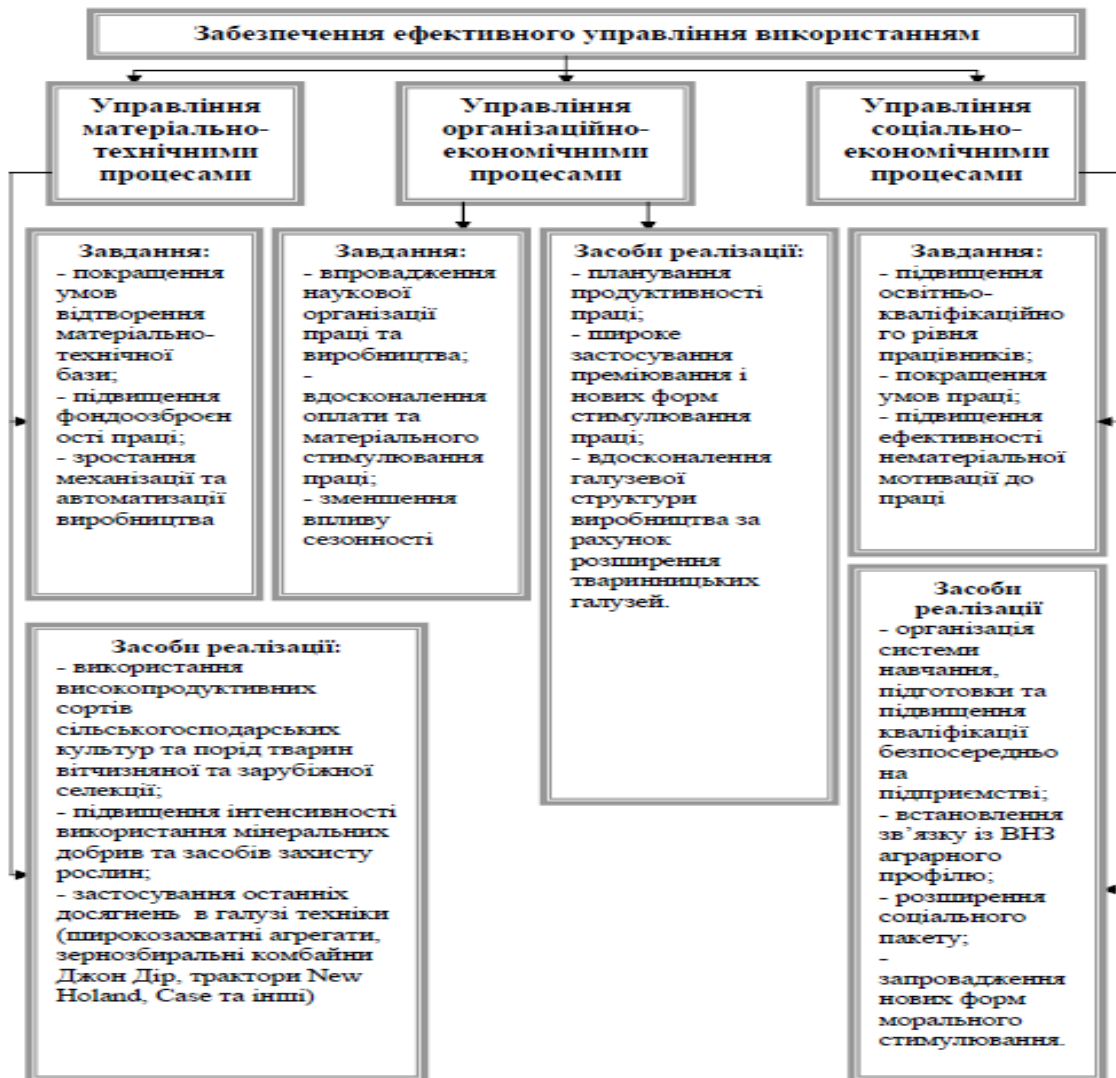 Забезпечення ефективного управління використанням
Управління
матеріально-
технічними
процесами
Управління
організаційно-
економічними
процесами
Управління
соціально-
економічними
процесами
Завдання:
- покращення
умов
відтворення
матеріально-
технічної
бази;
- підвищення
фондоозброєн
ності праці;
- зростання
механізації та
автоматизації
виробництва
Завдання:
- впровадження
наукової
організації
праці та
виробництва;
-
вдосконалення
оплати та
матеріального
стимулювання
праці;
- зменшення
впливу
сезонності
Засоби реалізації:
- планування
продуктивності
праці;
- широке
застосування
преміювання і
нових форм
стимулювання
праці;
- вдосконалення
галузевої
структури
виробництва за
рахунок
розширення
тваринницьких
галузей.
Завдання:
- підвищення
освітньо-
кваліфікаційно
го рівня
працівників;
- покращення
умов праці;
- підвищення
ефективності
нематеріальної
мотивації до
праці
Засоби реалізації:
- використання
високопродуктивних
сортів
сільськогосподарських
культур та порід тварин
вітчизняної та зарубіжної
селекції;
- підвищення інтенсивності
використання мінеральних
добрив та засобів захисту
рослин;
- застосування останніх
досягнень в галузі техніки
(широкозахватні агрегати,
зернозбиральні комбайни
Джон Дір, трактори New
Holand, Case та інші)
Засоби
реалізації
- організація
системи
навчання,
підготовки та
підвищення
кваліфікації
безпосередньо
на
підприємстві;
- встановлення
зв’язку із ВНЗ
аграрного
профілю;
- розширення
соціального
пакету;
-
запровадження
нових форм
морального
стимулювання.